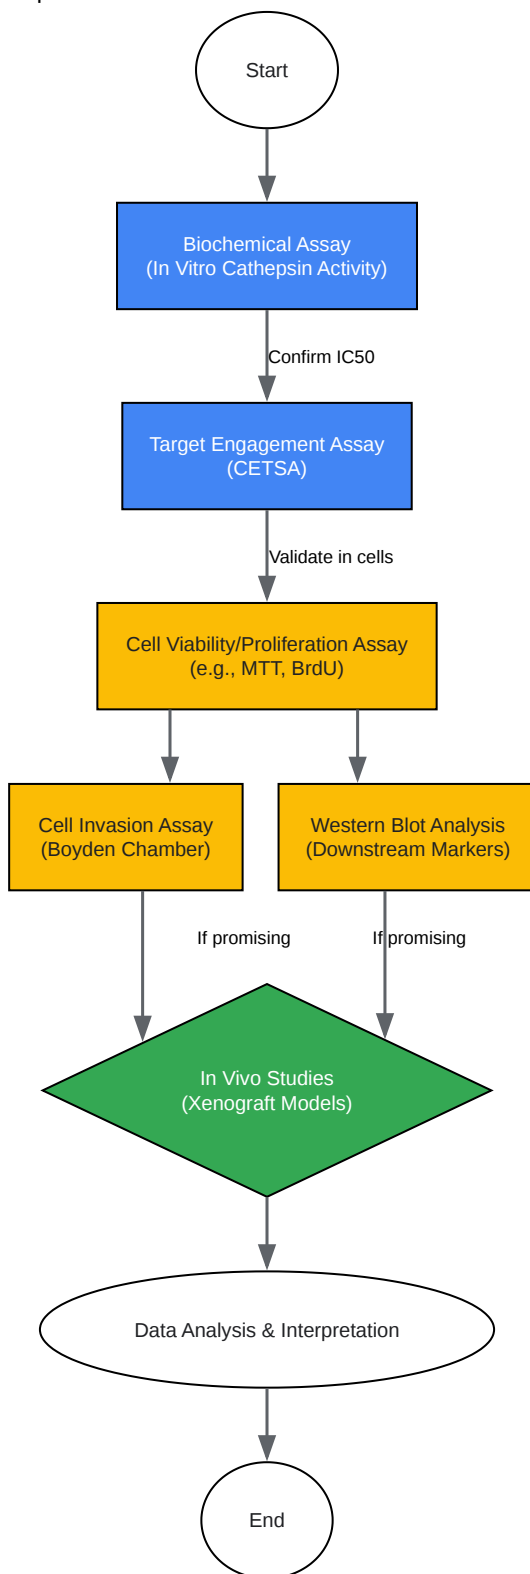 Start
Biochemical Assay
(In Vitro Cathepsin Activity)
Confirm IC50
Target Engagement Assay
(CETSA)
Validate in cells
Cell Viability/Proliferation Assay
(e.g., MTT, BrdU)
Cell Invasion Assay
(Boyden Chamber)
Western Blot Analysis
(Downstream Markers)
If promising
If promising
In Vivo Studies
(Xenograft Models)
Data Analysis & Interpretation
End